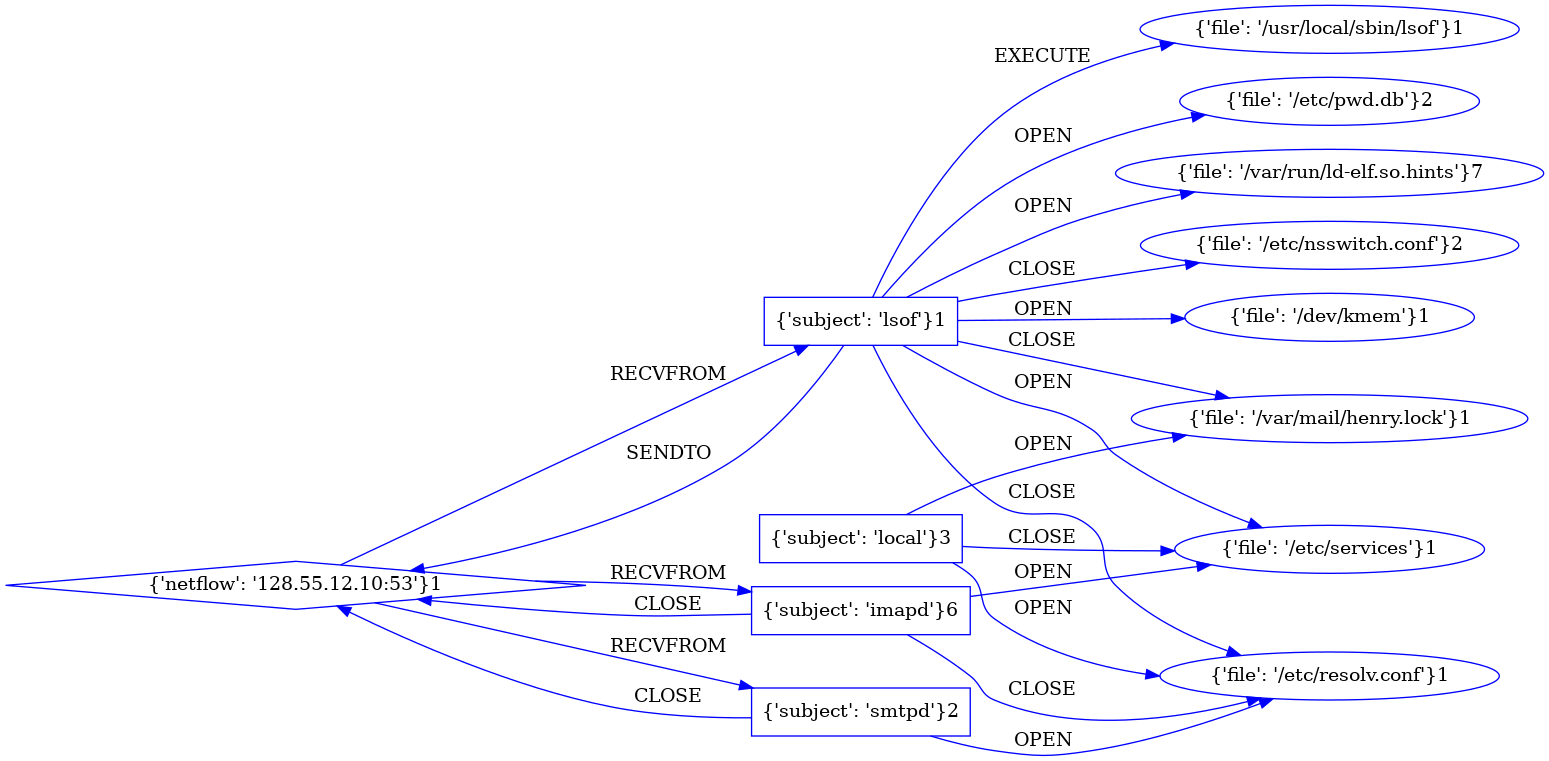 {'file': '/usr/local/sbin/lsof'}1
EXECUTE
{'file': '/etc/pwd.db'}2
OPEN
{'file': '/var/run/ld-elf.so.hints'}7
OPEN
{'file': '/etc/nsswitch.conf'}2
CLOSE
{'subject': 'lsof'}1
OPEN
{'file': '/dev/kmem'}1
CLOSE
RECVFROM
OPEN
{'file': '/var/mail/henry.lock'}1
SENDTO
OPEN
CLOSE
{'subject': 'local'}3
CLOSE
{'file': '/etc/services'}1
{'netflow': '128.55.12.10:53'}1
RECVFROM
OPEN
CLOSE
{'subject': 'imapd'}6
OPEN
RECVFROM
{'file': '/etc/resolv.conf'}1
CLOSE
CLOSE
{'subject': 'smtpd'}2
OPEN